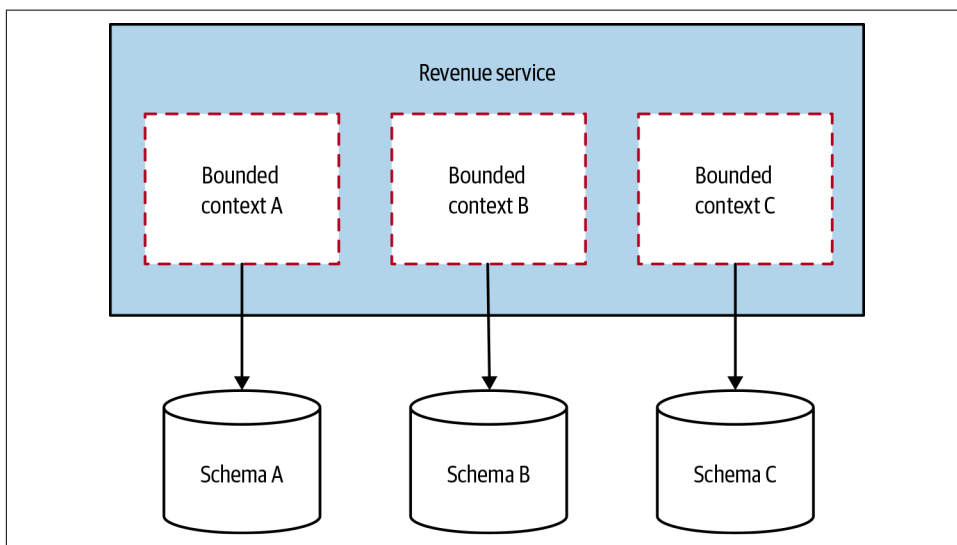 Revenue service
Bounded
context A
Bounded
context B
Bounded
context C
Schema A
Schema B
Schema C